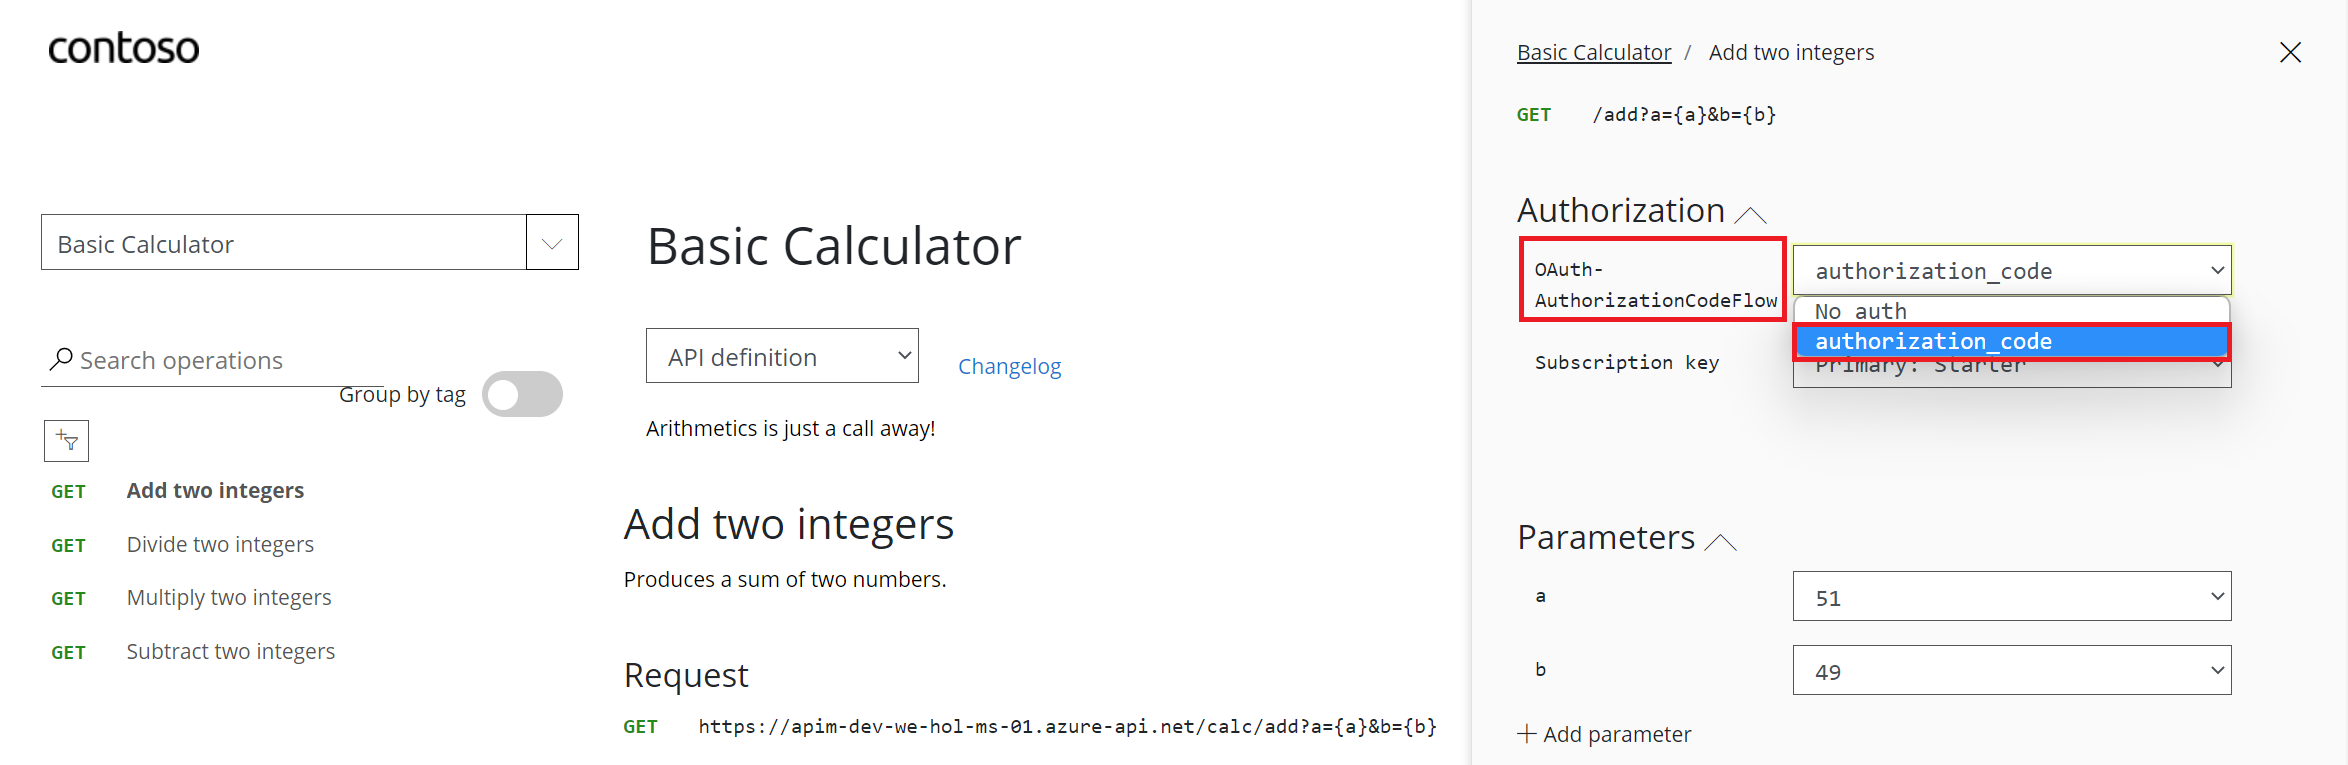 contoso
Basic Calculator
Search operations
Group by tag
GET Add two integers
GET Divide two integers
GET Multiply two integers
GET Subtract two integers
Basic Calculator
API definition
Changelog
Arithmetics is just a call away!
Add two integers
Produces a sum of two numbers.
Request
GET https://apim-dev-we-hol-ms-01.azure-api.net/calc/add?a={a}&b={b}
Basic Calculator / Add two integers
GET /add?a={a}&b={b}
Authorization
OAuth-
AuthorizationCodeFlow
authorization_code
No auth
authorization_code
Subscription key
Primary: Starter
Parameters
a
51
b
49
+ Add parameter